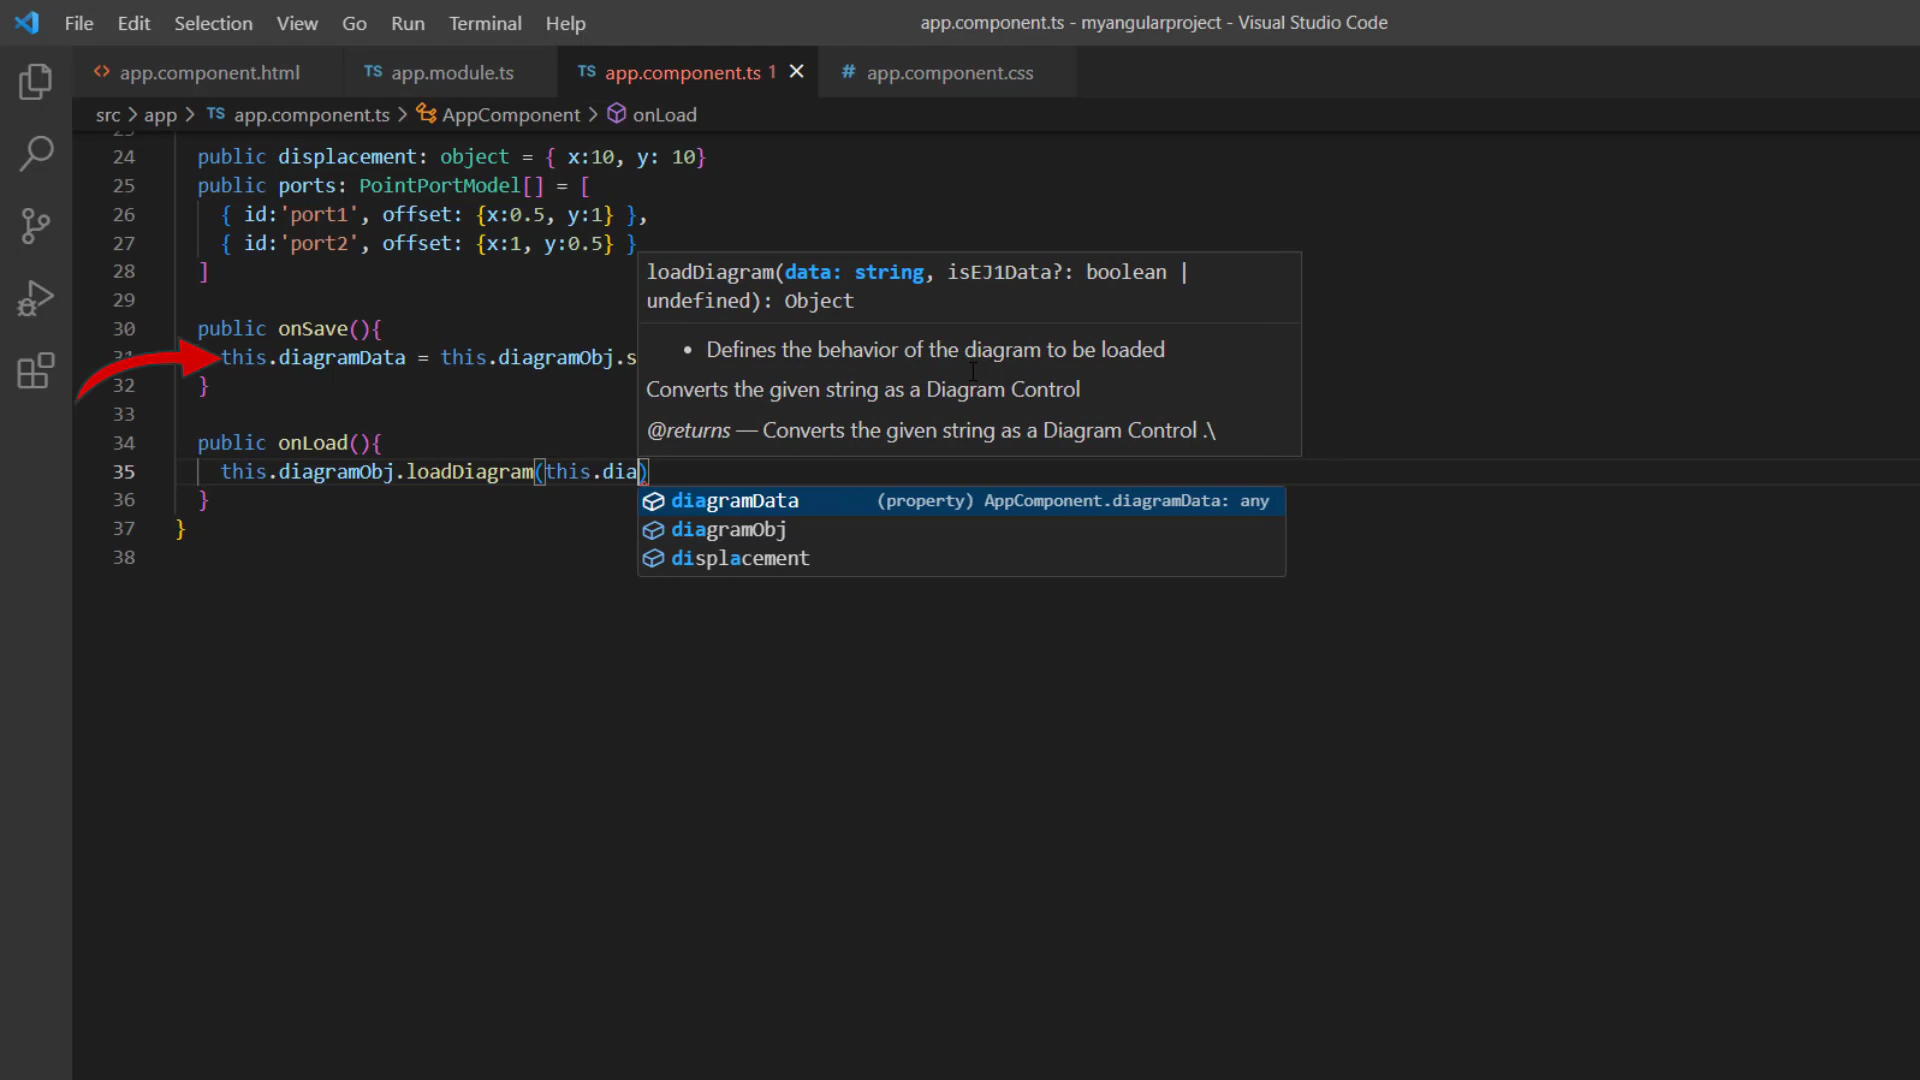 File Edit Selection View Go Run Terminal Help
app.component.ts - myangularproject - Visual Studio Code
app.component.html
TS app.module.ts
TS app.component.ts 1
# app.component.css
src > app > TS app.component.ts > AppComponent > onLoad
24 public displacement: object = { x:10, y: 10}
25 public ports: PointPortModel[] = [
26 { id:'port1', offset: {x:0.5, y:1} },
27 { id:'port2', offset: {x:1, y:0.5} }
28 ]
29
30 public onSave(){
31 this.diagramData = this.diagramObj.s
32 }
33
34 public onLoad(){
35 this.diagramObj.loadDiagram(this.dia)
36 }
37 }
38
loadDiagram(data: string, isEJ1Data?: boolean |
undefined): Object
• Defines the behavior of the diagram to be loaded
Converts the given string as a Diagram Control
@returns — Converts the given string as a Diagram Control .\
diagramData (property) AppComponent.diagramData: any
diagramObj
displacement